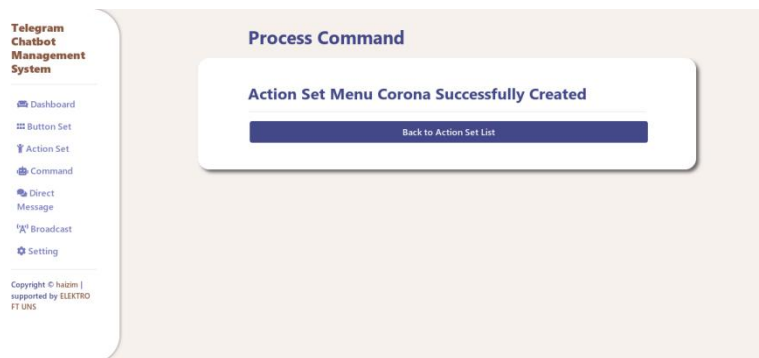 Telegram
Chatbot
Management
System
Dashboard
Button Set
Action Set
Command
Direct
Message
Broadcast
Setting
Copyright © haizim |
supported by ELEKTRO
FT UNS
Process Command
Action Set Menu Corona Successfully Created
Back to Action Set List